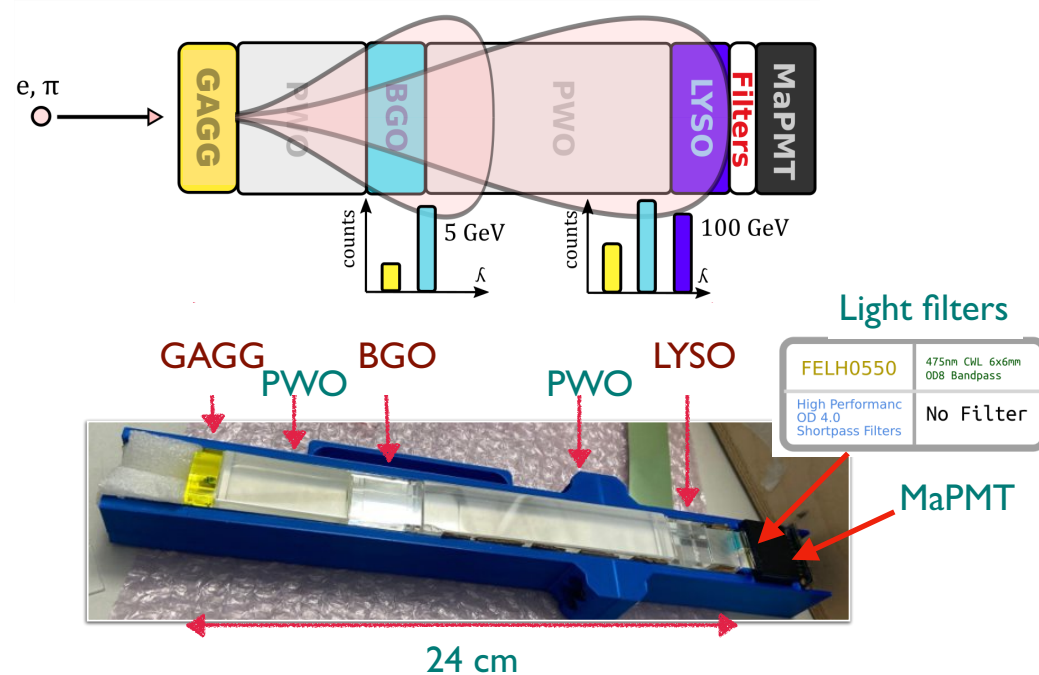 e, π
GAGG
PWO
BGO
PWO
LYSO
Filters
MaPMT
counts
5 GeV
λ
counts
100 GeV
λ
Light filters
GAGG
PWO
BGO
PWO
LYSO
FELH0550
475nm CWL 6x6mm
OD8 Bandpass
High Performanc
OD 4.0
Shortpass Filters
No Filter
MaPMT
24 cm